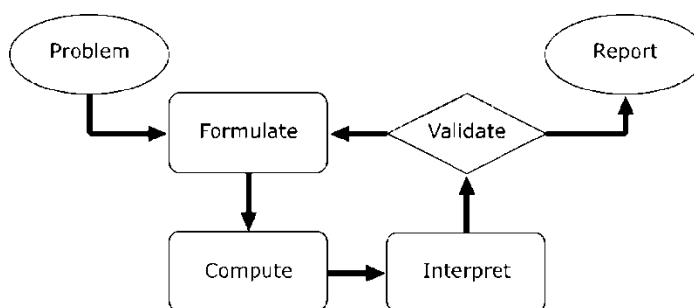 Problem
Report
Formulate
Validate
Compute
Interpret